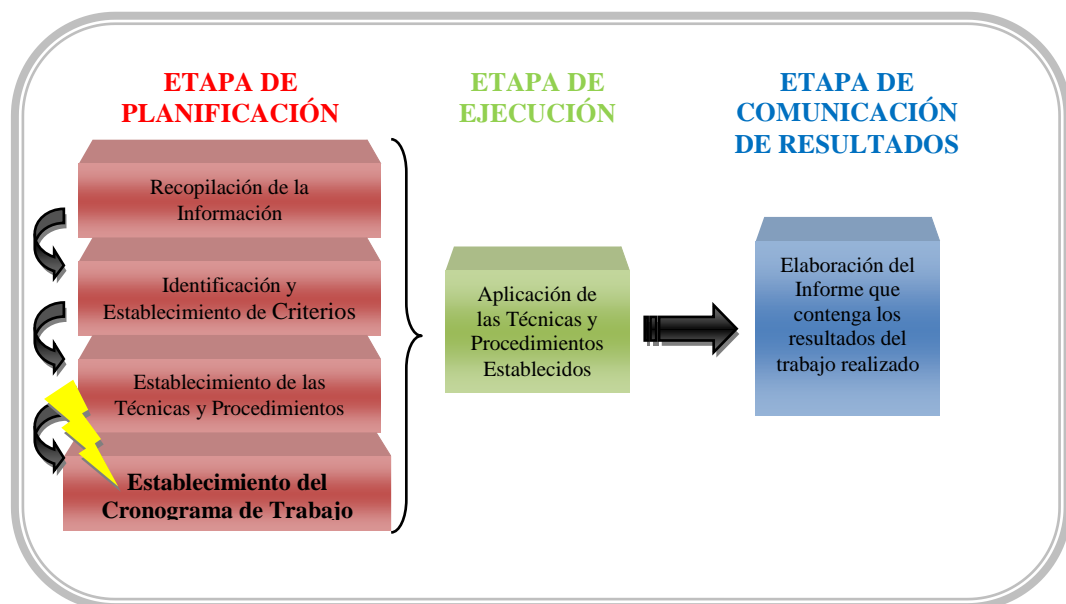 ETAPA DE
PLANIFICACIÓN
Recopilación de la
Información
Identificación y
Establecimiento de Criterios
Establecimiento de las
Técnicas y Procedimientos
Establecimiento del
Cronograma de Trabajo
ETAPA DE
EJECUCIÓN
Aplicación de
las Técnicas y
Procedimientos
Establecidos
ETAPA DE
COMUNICACIÓN
DE RESULTADOS
Elaboración del
Informe que
contenga los
resultados del
trabajo realizado